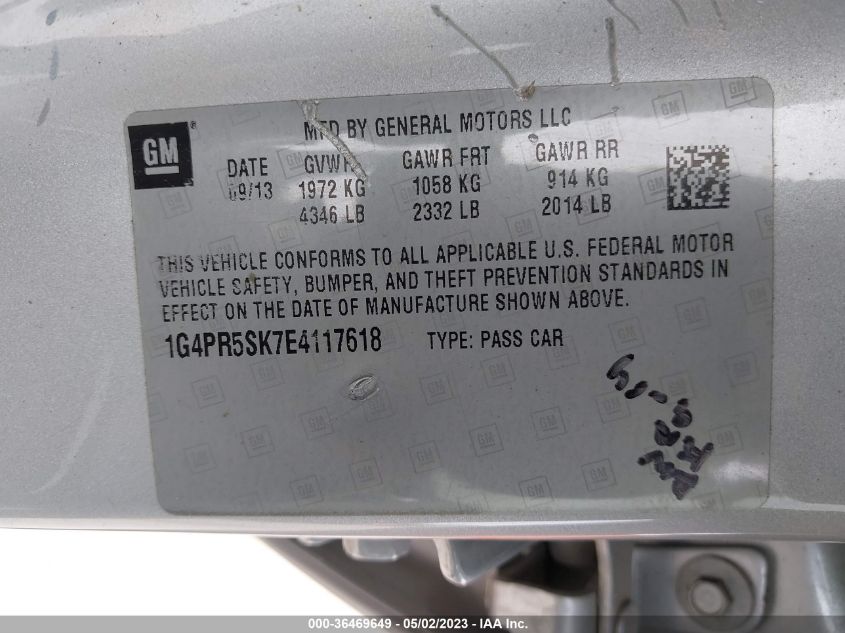 GM
MFD BY GENERAL MOTORS LLC
DATE GVWR GAWR FRT GAWR RR
09/13 1972 KG 1058 KG 914 KG
4346 LB 2332 LB 2014 LB
THIS VEHICLE CONFORMS TO ALL APPLICABLE U.S. FEDERAL MOTOR
VEHICLE SAFETY, BUMPER, AND THEFT PREVENTION STANDARDS IN
EFFECT ON THE DATE OF MANUFACTURE SHOWN ABOVE.
1G4PR5SK7E4117618 TYPE: PASS CAR
000-36469649 - 05/02/2023 - IAA Inc.